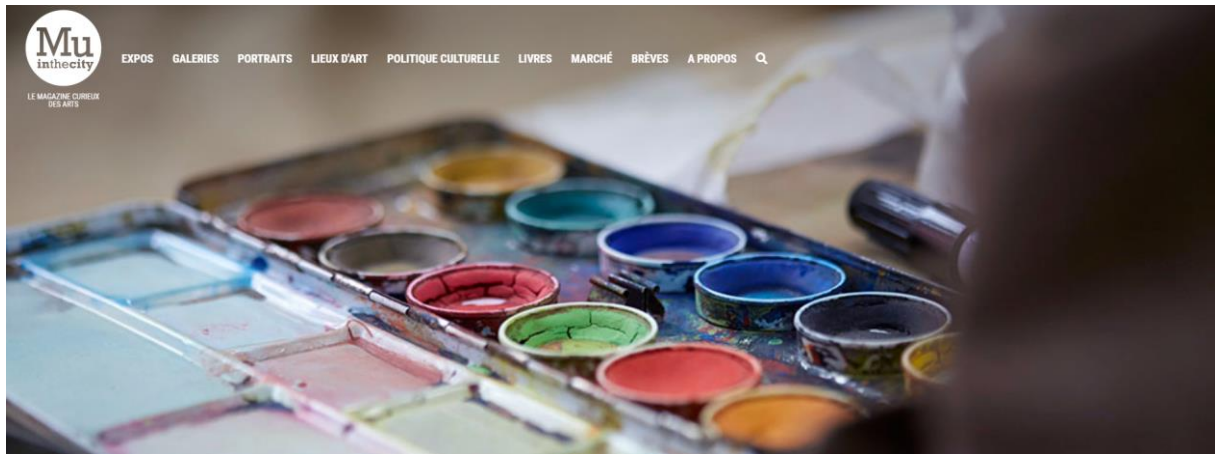 Mu
inthecity
LE MAGAZINE CURIEUX
DES ARTS
EXPOS GALERIES PORTRAITS LIEUX D'ART POLITIQUE CULTURELLE LIVRES MARCHÉ BRÈVES A PROPOS